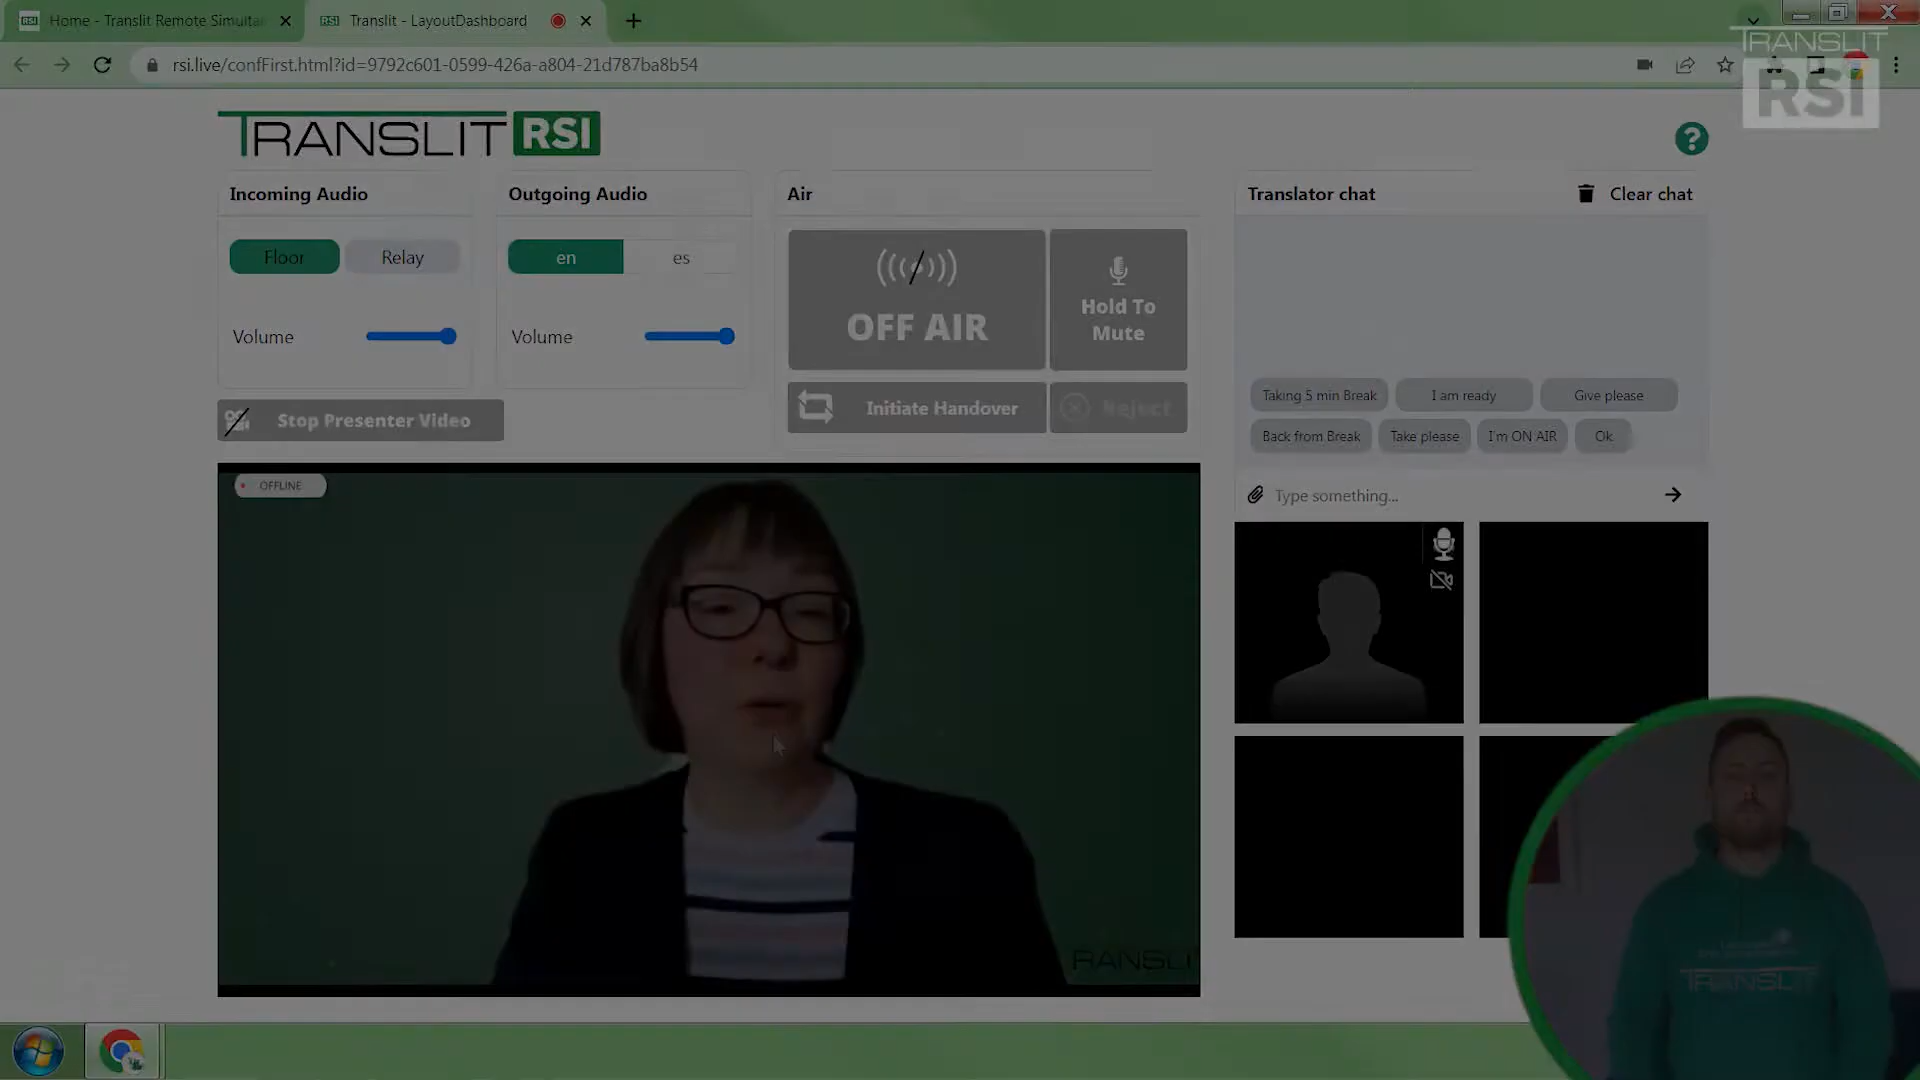 Home - Translit Remote Simulta
Translit - LayoutDashboard
rsi.live/confFirst.html?id=9792c601-0599-426a-a804-21d787ba8b54
TRANSLIT
RSI
TRANSLIT RSI
?
Incoming Audio
Outgoing Audio
Air
Translator chat
Clear chat
Floor
Relay
en
es
OFF AIR
Hold To
Mute
Volume
Volume
Initiate Handover
Reject
Stop Presenter Video
Taking 5 min Break
I am ready
Give please
Back from Break
Take please
I'm ON AIR
Ok
Type something...
OFFLINE
RANSLI
TRANSLIT